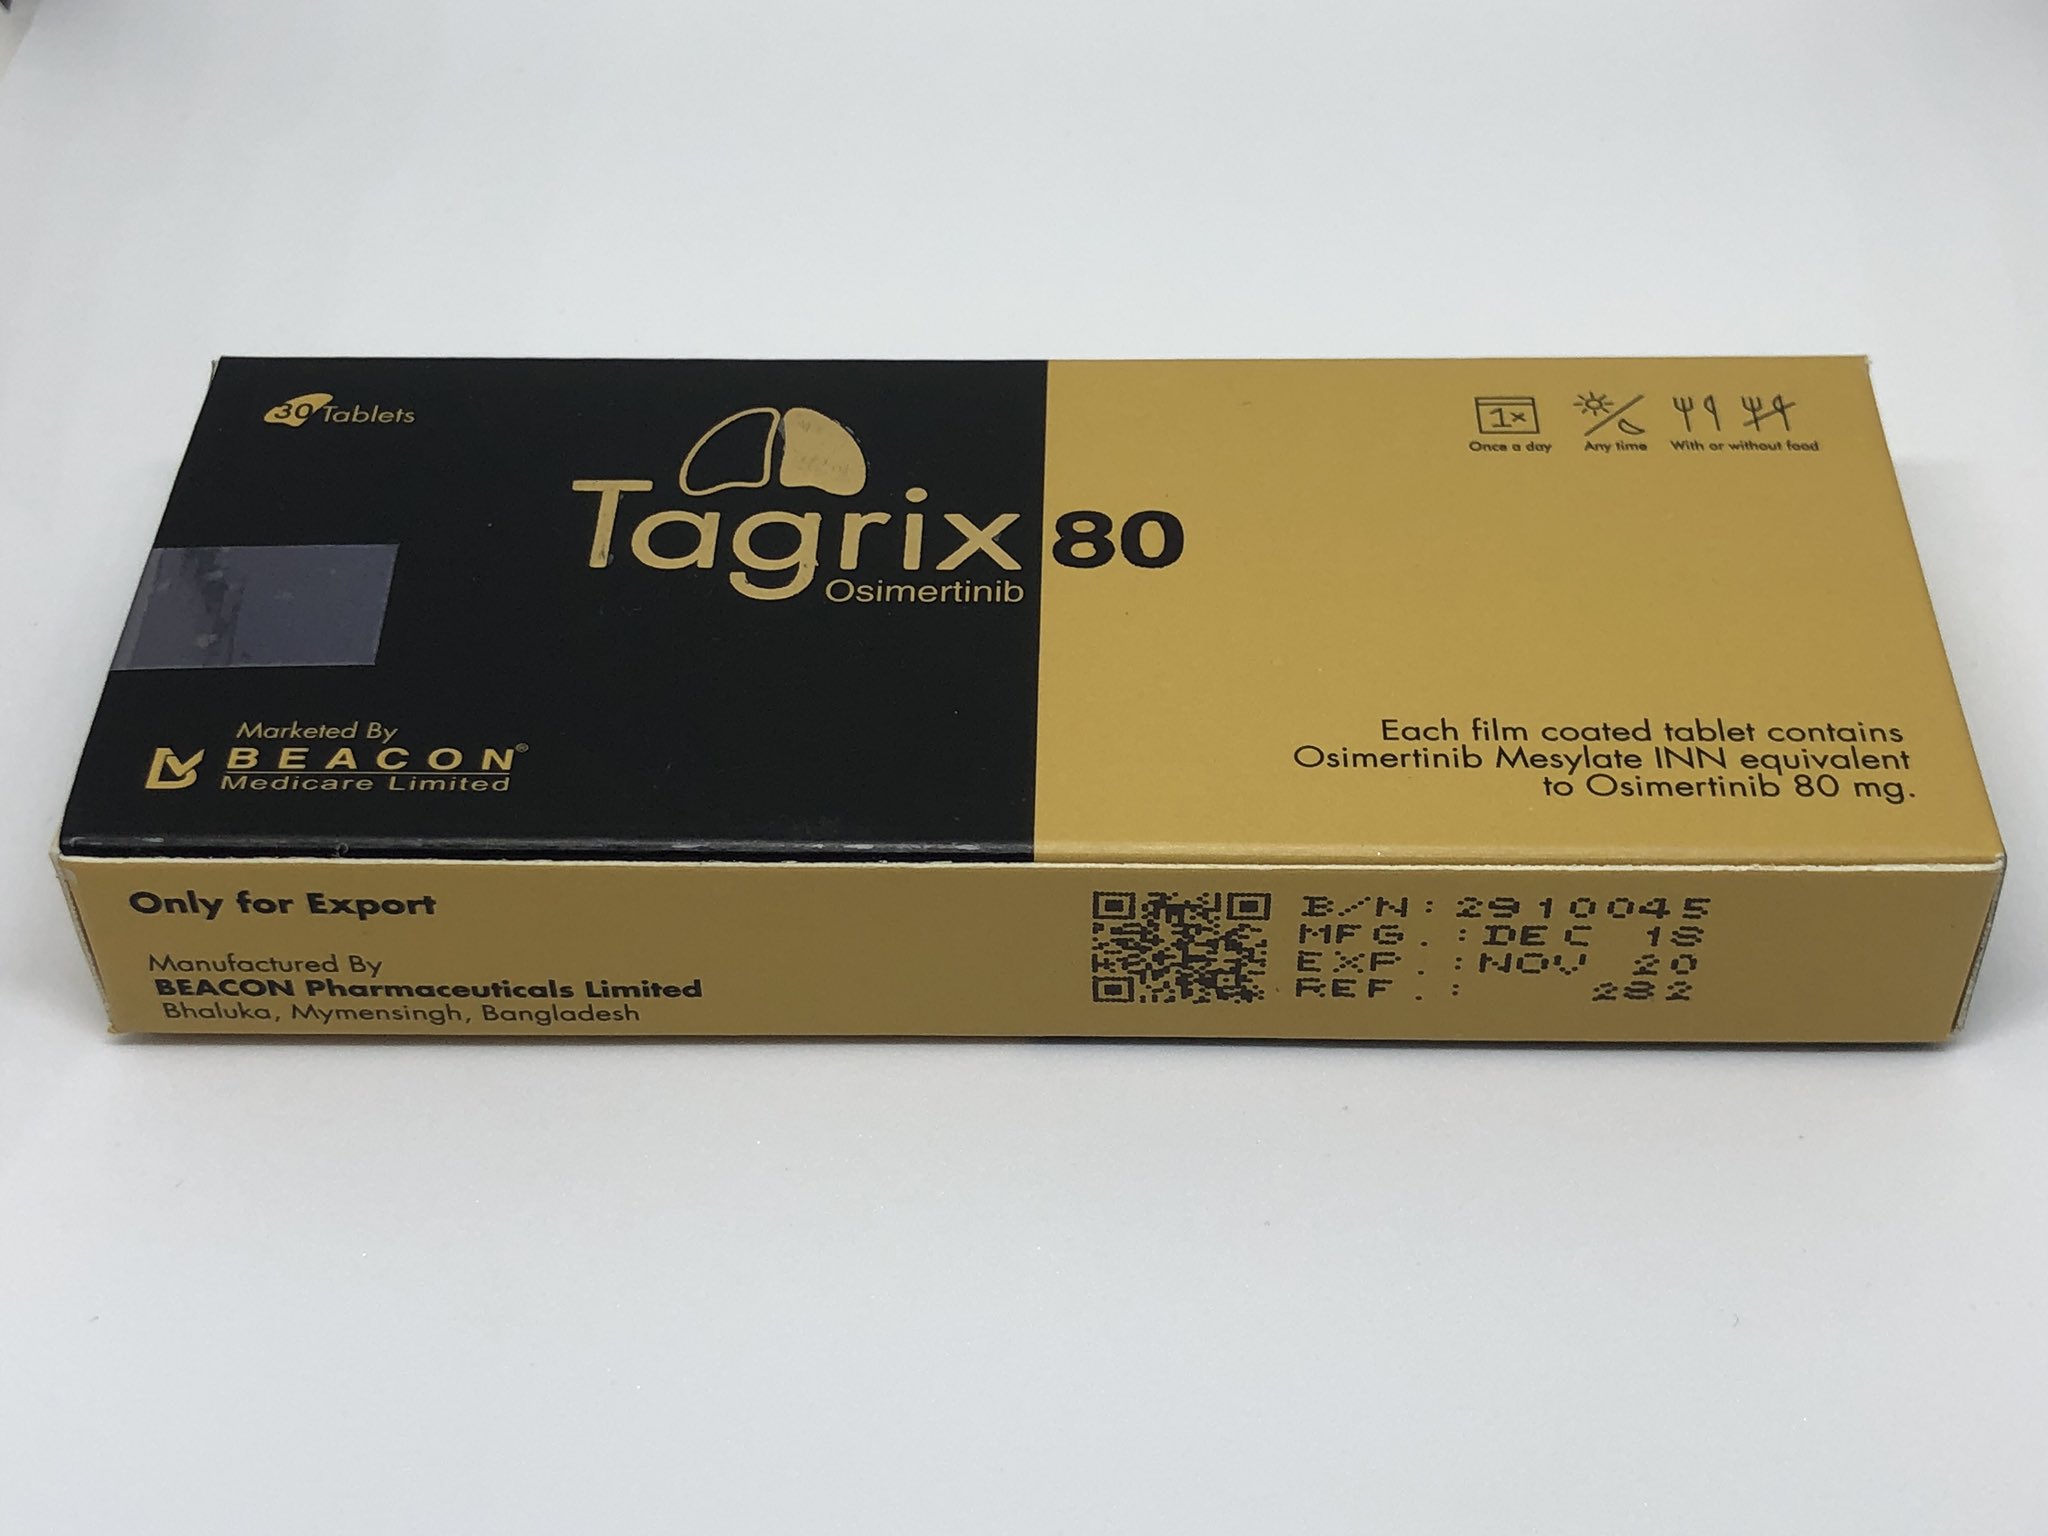 30 Tablets
Tagrix 80
Osimertinib
1x
Once a day
Any time
With or without food
Marketed By
BEACON®
Medicare Limited
Each film coated tablet contains
Osimertinib Mesylate INN equivalent
to Osimertinib 80 mg.
Only for Export
Manufactured By
BEACON Pharmaceuticals Limited
Bhaluka, Mymensingh, Bangladesh
B/N: 2910045
MFG. : DEC 18
EXP. : NOV 20
REF. : 282